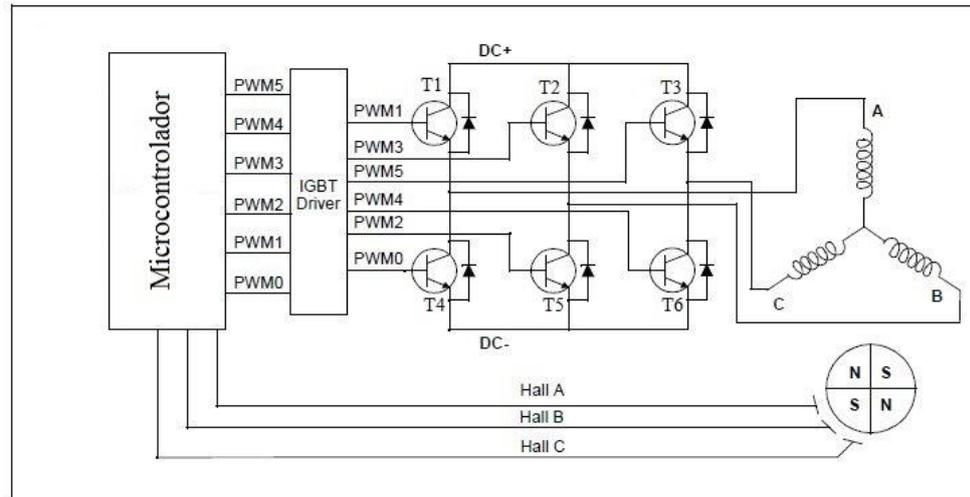 DC+
T1
T2
T3
PWM5
PWM4
PWM3
PWM2
PWM1
PWM0
Microcontrolador
IGBT
Driver
PWM1
PWM3
PWM5
PWM4
PWM2
PWM0
T4
T5
T6
DC-
A
C
B
N S
S N
Hall A
Hall B
Hall C